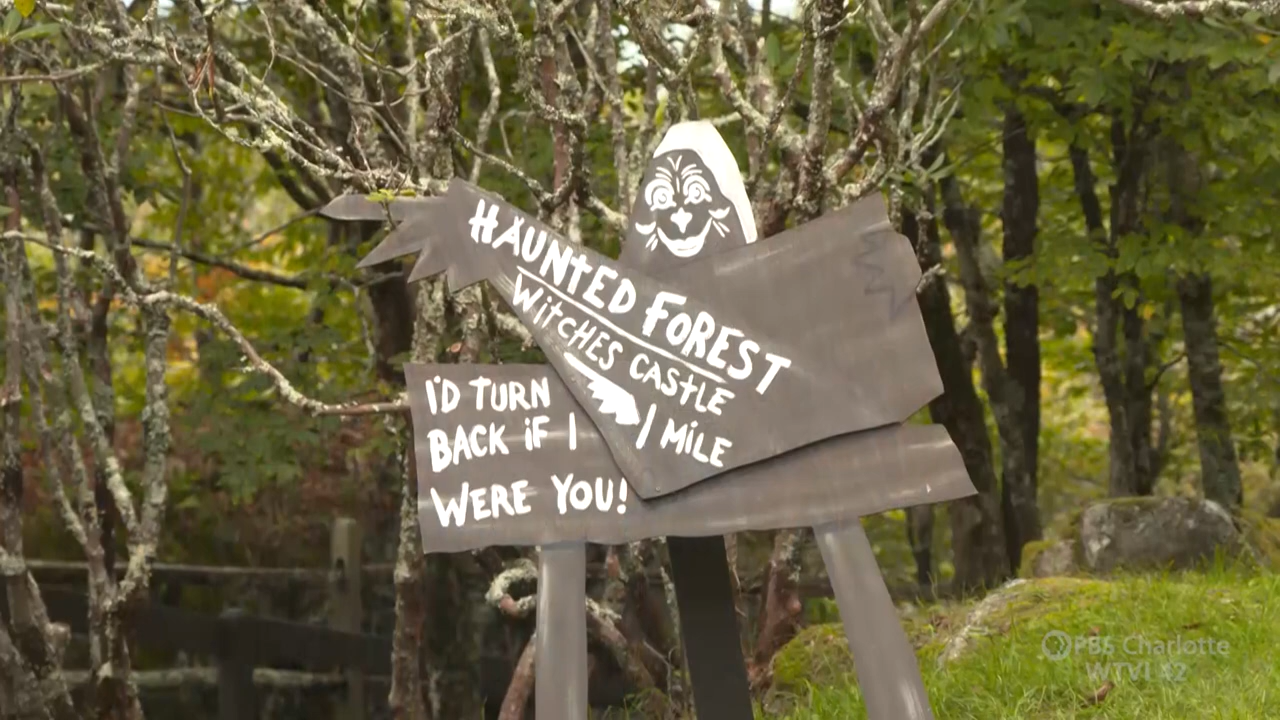 HAUNTED FOREST
WitCHES CAStLE
1 MiLE
I'D TURN
BACK iF I
WERE YOU!
PBS Charlotte
WTVI 42